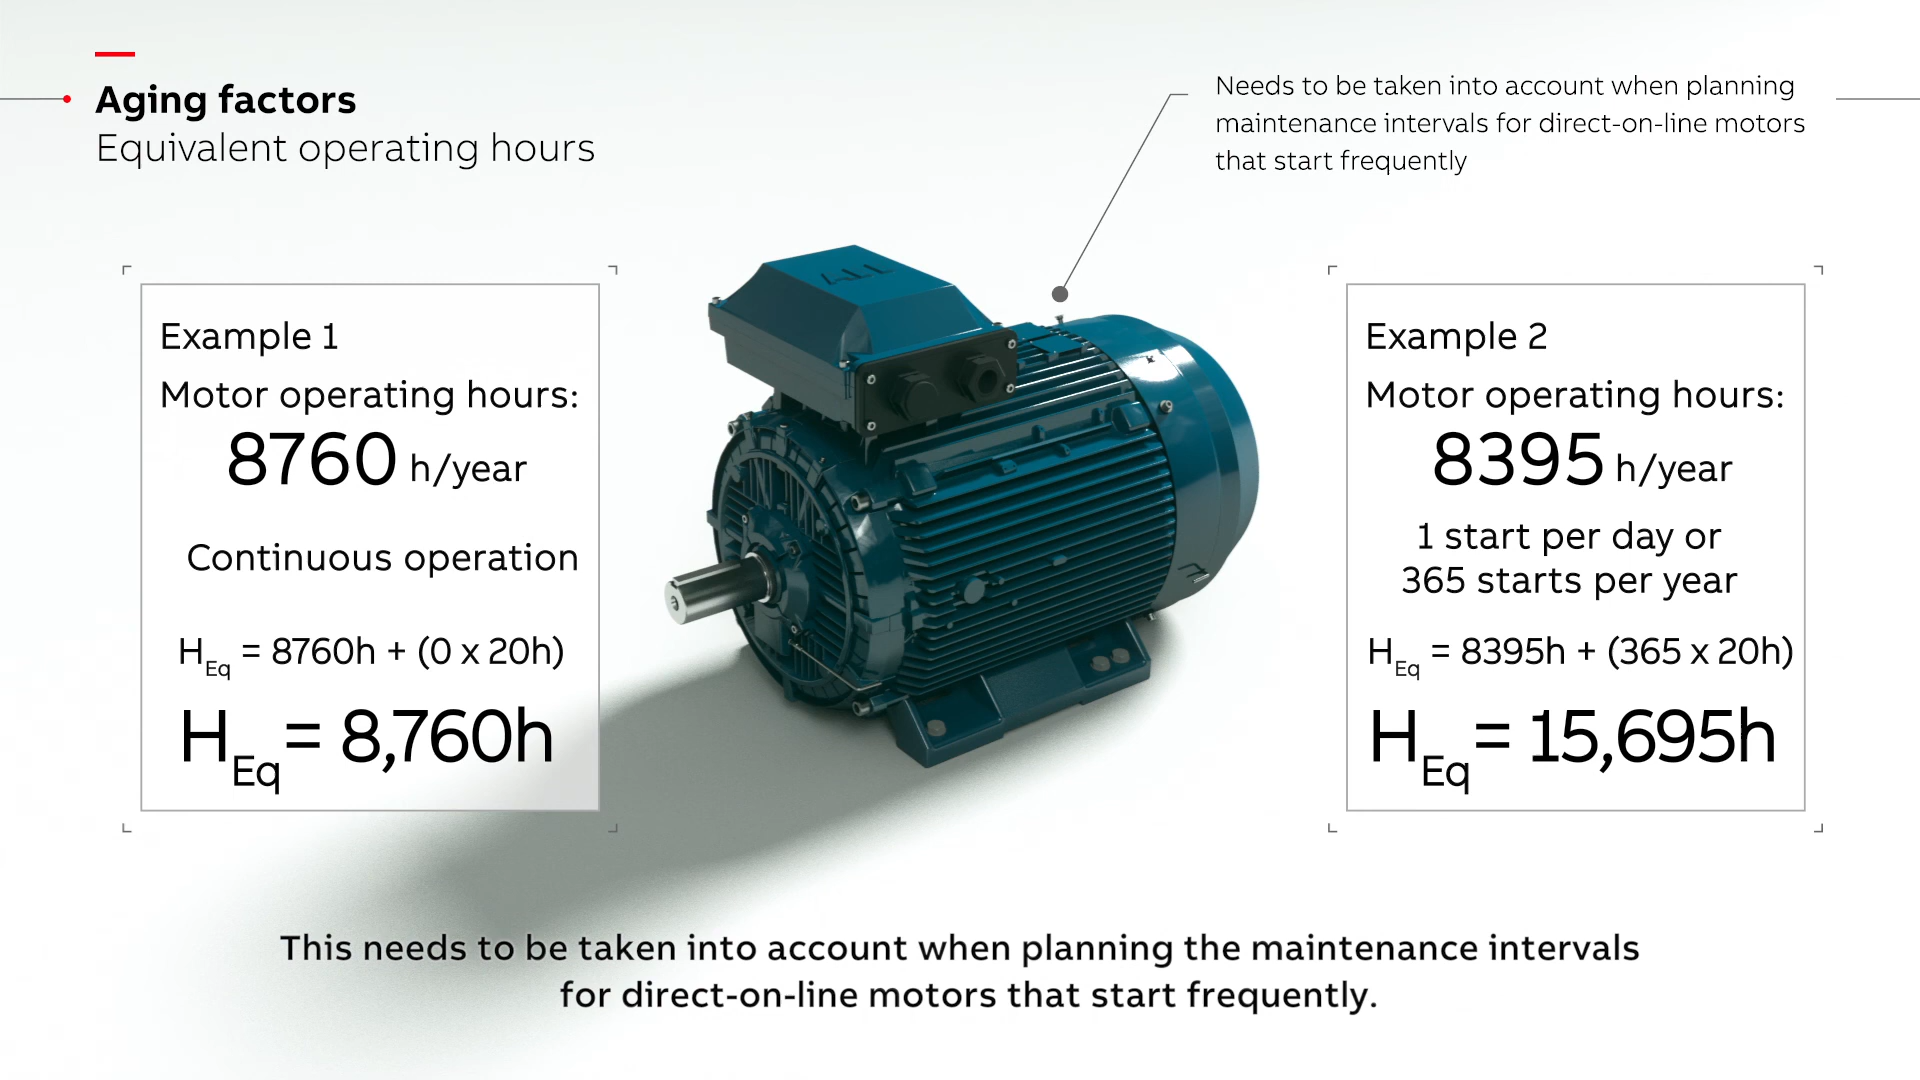 Aging factors
Equivalent operating hours
Needs to be taken into account when planning
maintenance intervals for direct-on-line motors
that start frequently
Example 1
Motor operating hours:
8760 h/year
Continuous operation
HEq = 8760h + (0 x 20h)
HEq = 8,760h
Example 2
Motor operating hours:
8395 h/year
1 start per day or
365 starts per year
HEq = 8395h + (365 x 20h)
HEq = 15,695h
This needs to be taken into account when planning the maintenance intervals
for direct-on-line motors that start frequently.